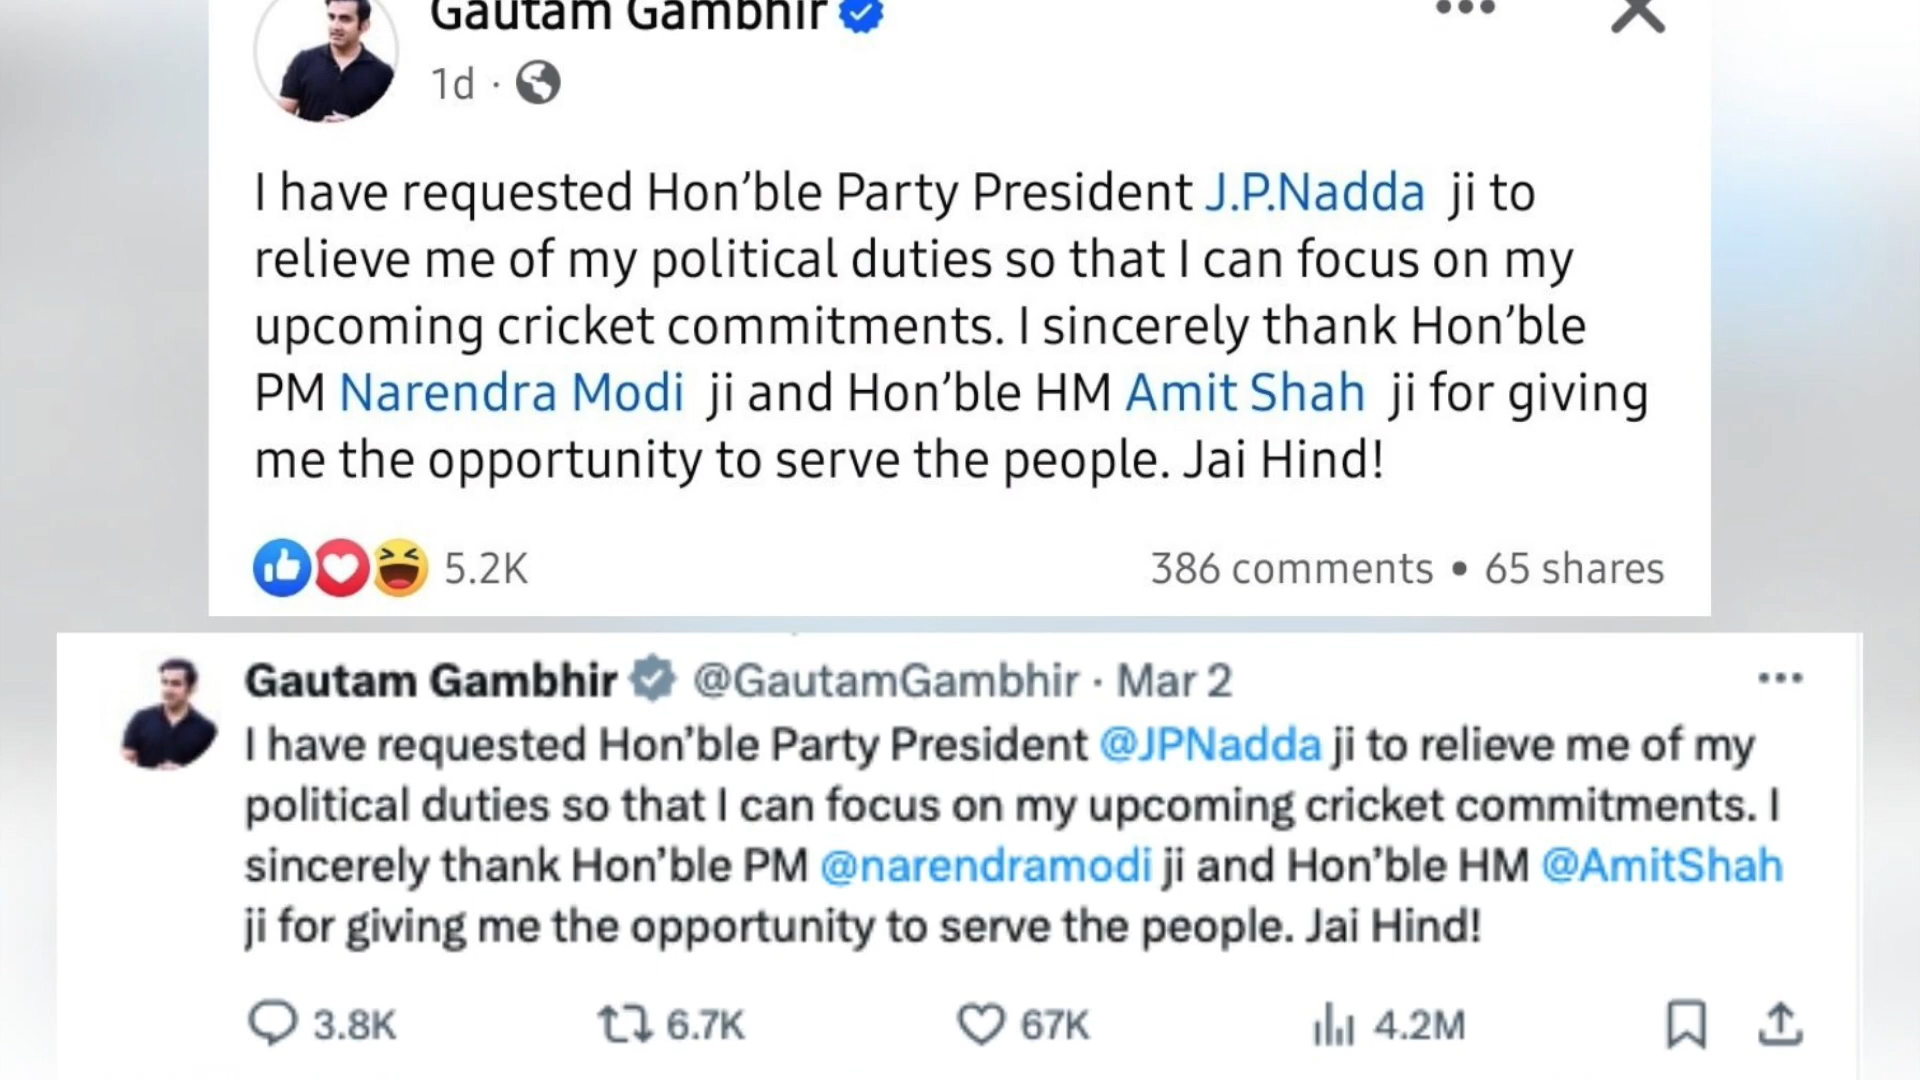 Gautam Gambhir
1d ·
I have requested Hon'ble Party President J.P.Nadda ji to
relieve me of my political duties so that I can focus on my
upcoming cricket commitments. I sincerely thank Hon'ble
PM Narendra Modi ji and Hon'ble HM Amit Shah ji for giving
me the opportunity to serve the people. Jai Hind!
5.2K 386 comments • 65 shares
Gautam Gambhir @GautamGambhir · Mar 2
I have requested Hon'ble Party President @JPNadda ji to relieve me of my
political duties so that I can focus on my upcoming cricket commitments. I
sincerely thank Hon'ble PM @narendramodi ji and Hon'ble HM @AmitShah
ji for giving me the opportunity to serve the people. Jai Hind!
3.8K 6.7K 67K 4.2M